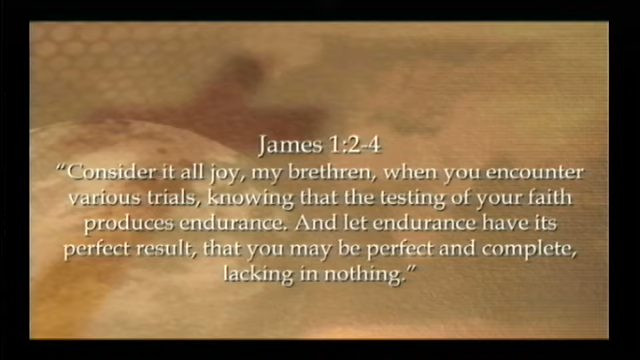 James 1:2-4
“Consider it all joy, my brethren, when you encounter
various trials, knowing that the testing of your faith
produces endurance. And let endurance have its
perfect result, that you may be perfect and complete,
lacking in nothing.”